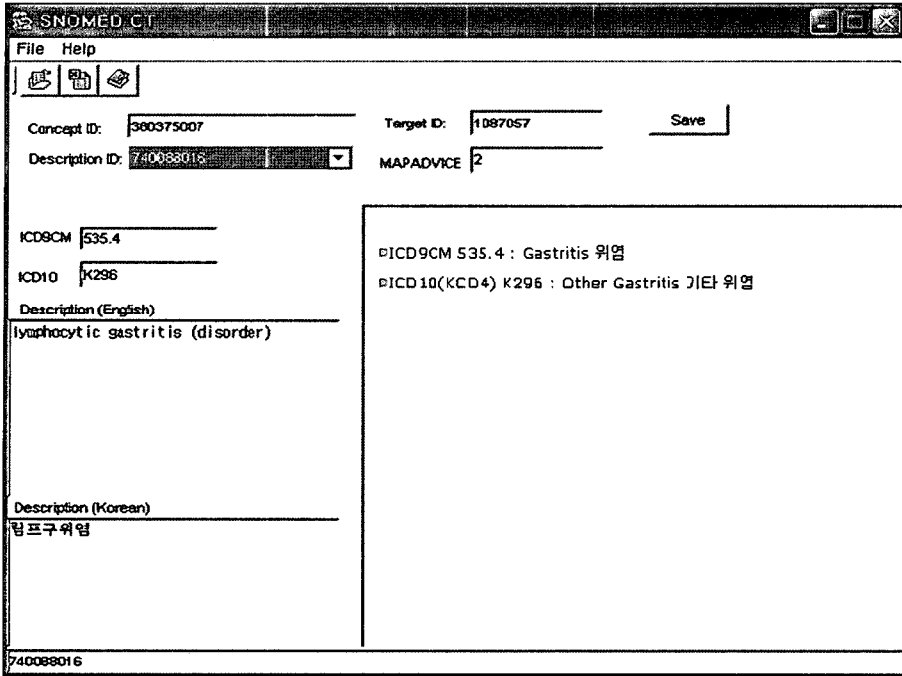 SNOMED CT
File Help
Concept ID: 380375007
Target ID: 1087057
Save
Description ID: 740088016
MAPADVICE 2
ICD9CM 535.4
ICD10 K296
ICD9CM 535.4 : Gastritis 위염
ICD10(KCD4) K296 : Other Gastritis 기타 위염
Description (English)
lymphocytic gastritis (disorder)
Description (Korean)
림프구위염
740088016